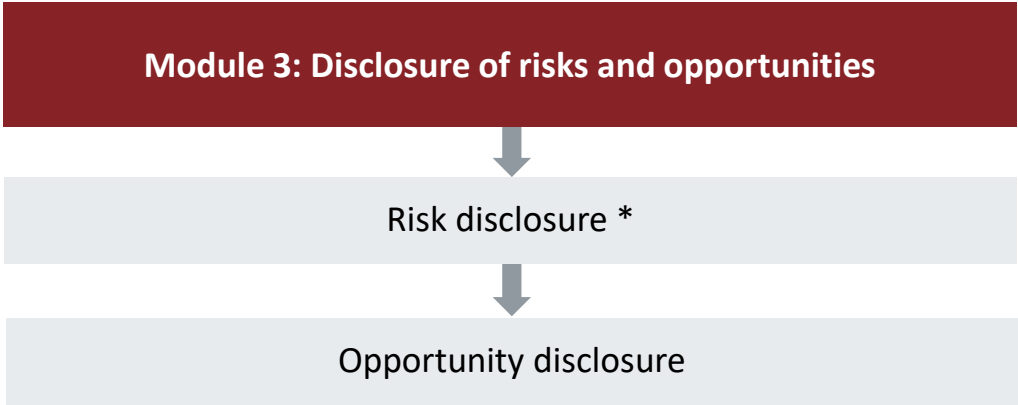 Module 3: Disclosure of risks and opportunities
Risk disclosure *
Opportunity disclosure